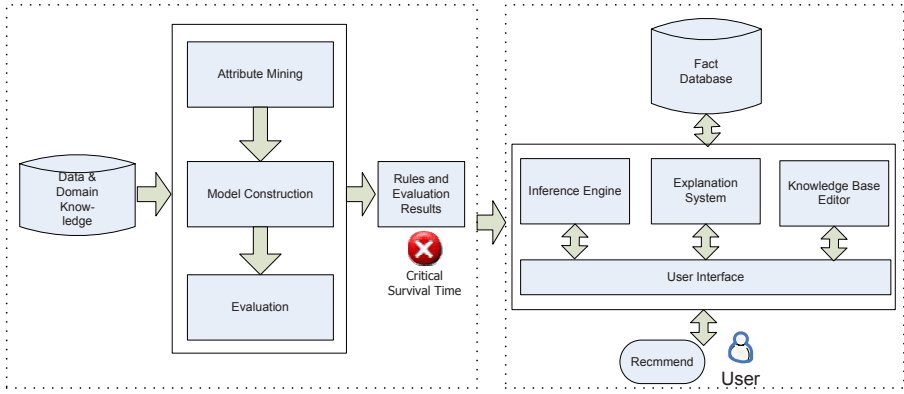 Attribute Mining
Data &
Domain
Know-
ledge
Model Construction
Evaluation
Rules and
Evaluation
Results
Critical
Survival Time
Fact
Database
Inference Engine
Explanation
System
Knowledge Base
Editor
User Interface
Recmmend
User